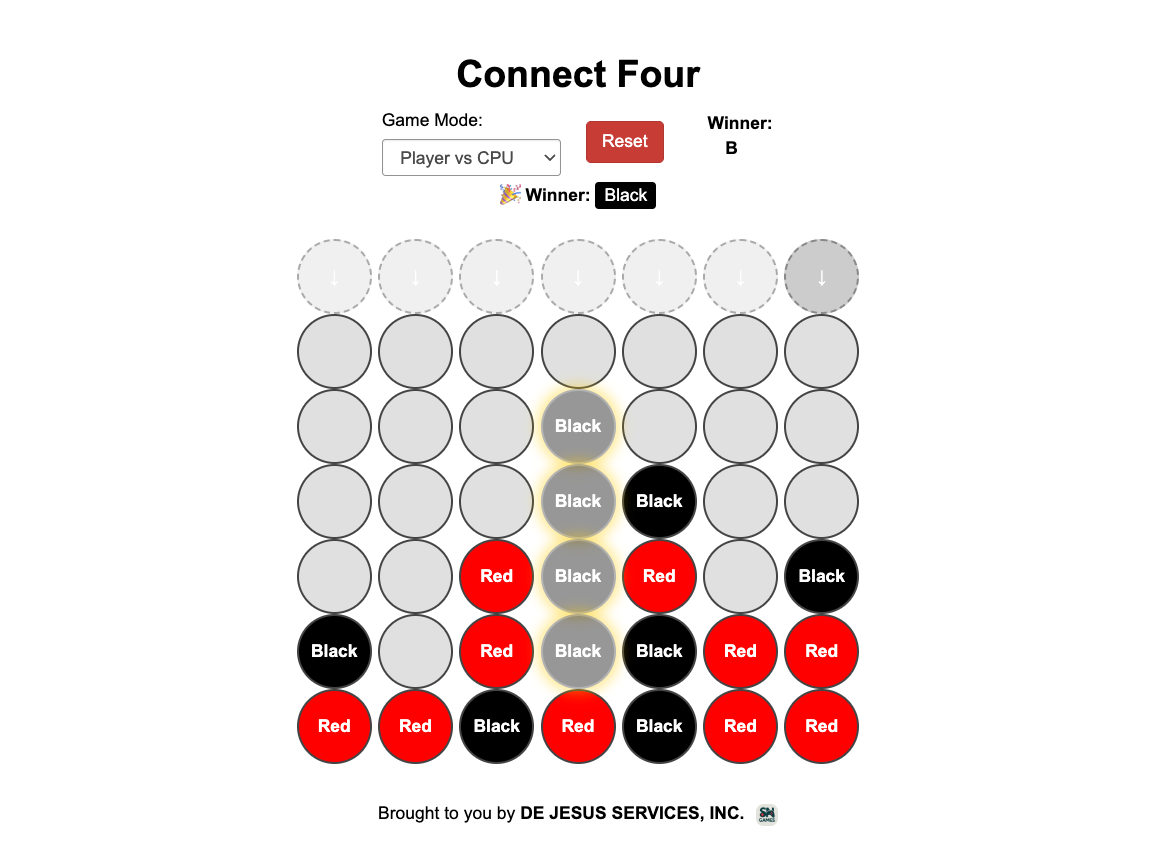 Connect Four
Game Mode:
Player vs CPU
Reset
Winner:
B
🎉 Winner: Black
↓ ↓ ↓ ↓ ↓ ↓ ↓
Black
Black Black
Red Black Red Black
Black Red Black Black Red Red
Red Red Black Red Black Red Red
Brought to you by DE JESUS SERVICES, INC.
SW
GAMES